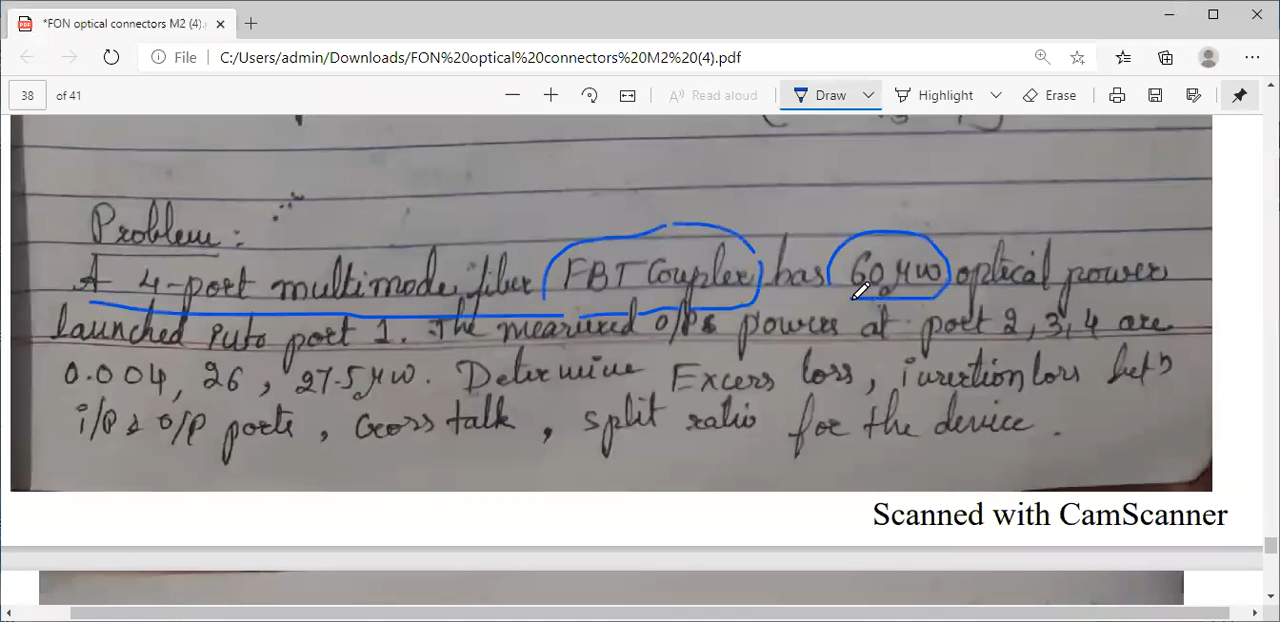 *FON optical connectors M2 (4).
File C:/Users/admin/Downloads/FON%20optical%20connectors%20M2%20(4).pdf
38 of 41 Read aloud Draw Highlight Erase
Problem:
A 4-port multimode fiber FBT Coupler has 60 μW optical power
launched into port 1. The measured o/ps powers at port 2, 3, 4 are
0.004, 26, 27.5 μW. Determine Excess loss, insertion loss betn
i/p & o/p ports, Cross talk, split ratio for the device.
Scanned with CamScanner